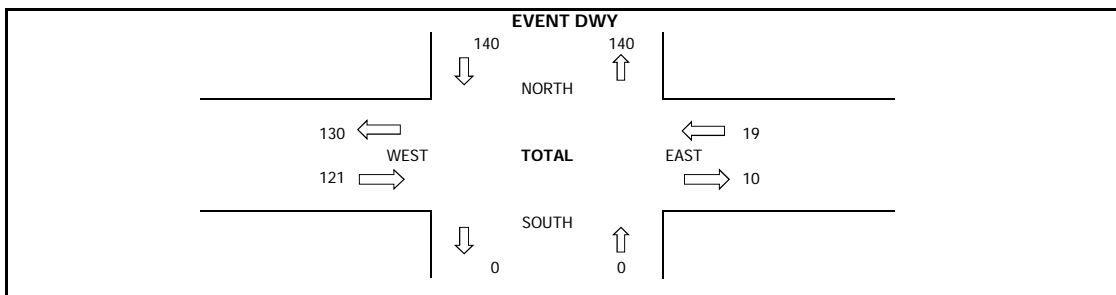 EVENT DWY
140 140
NORTH
130 19
WEST TOTAL EAST
121 10
SOUTH
0 0